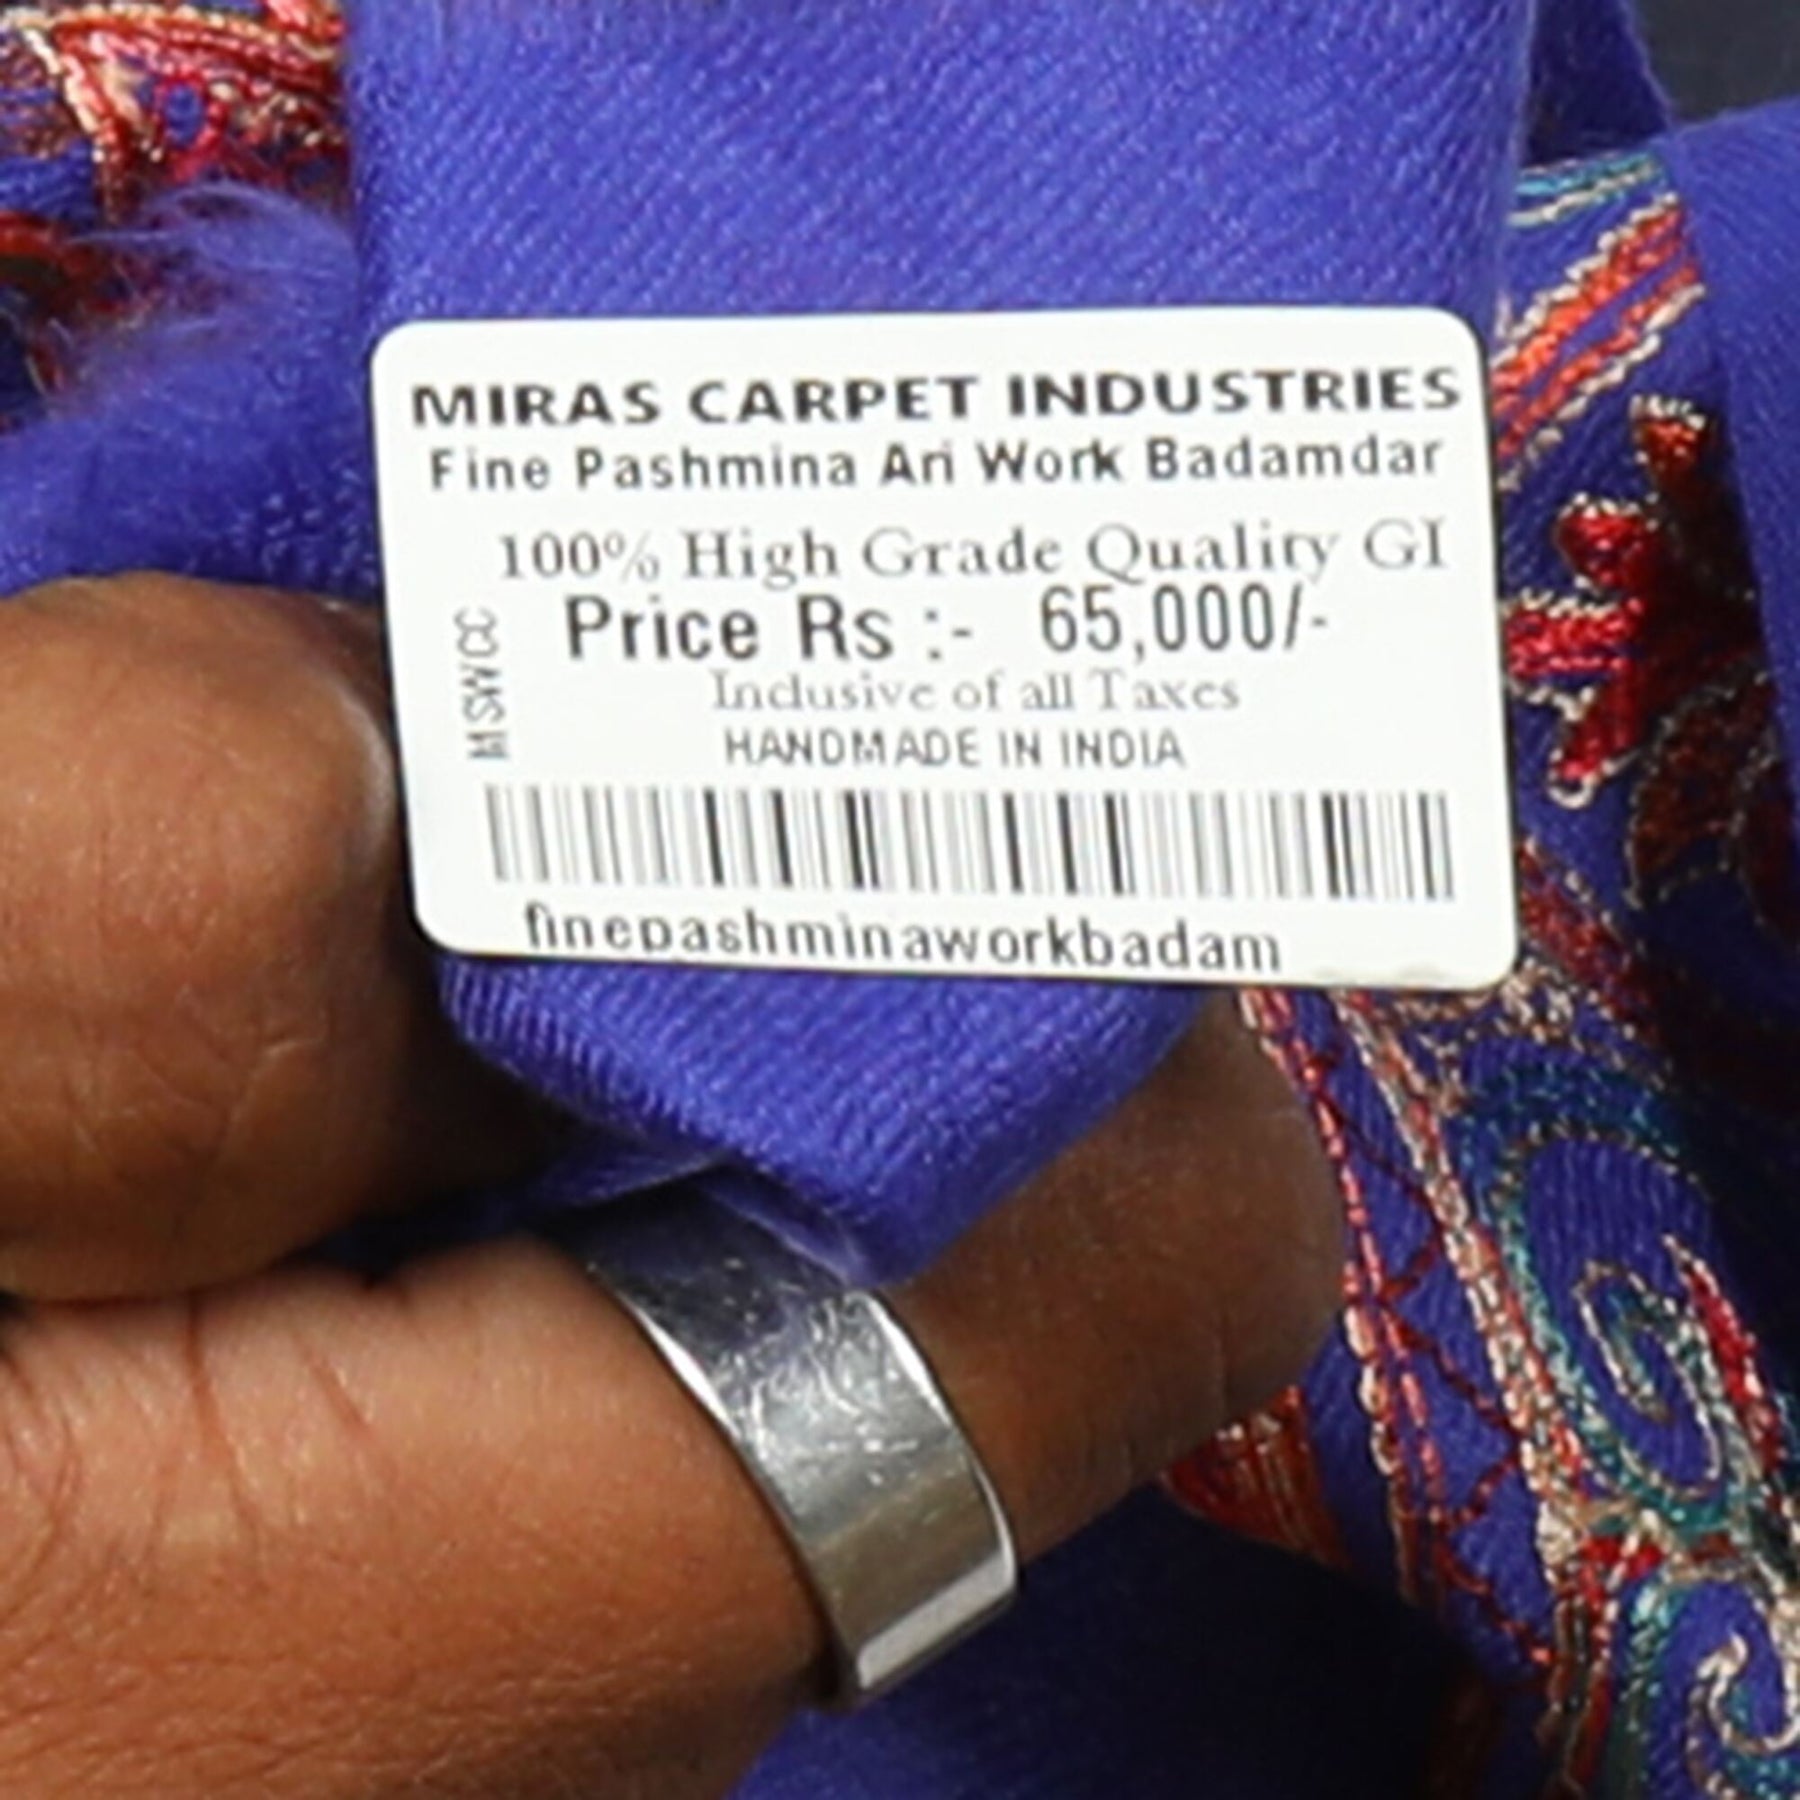 MIRAS CARPET INDUSTRIES
Fine Pashmina Ari Work Badamdar
100% High Grade Quality GI
Price Rs :- 65,000/-
Inclusive of all Taxes
HANDMADE IN INDIA
MSWCC
finepashminaworkbadam